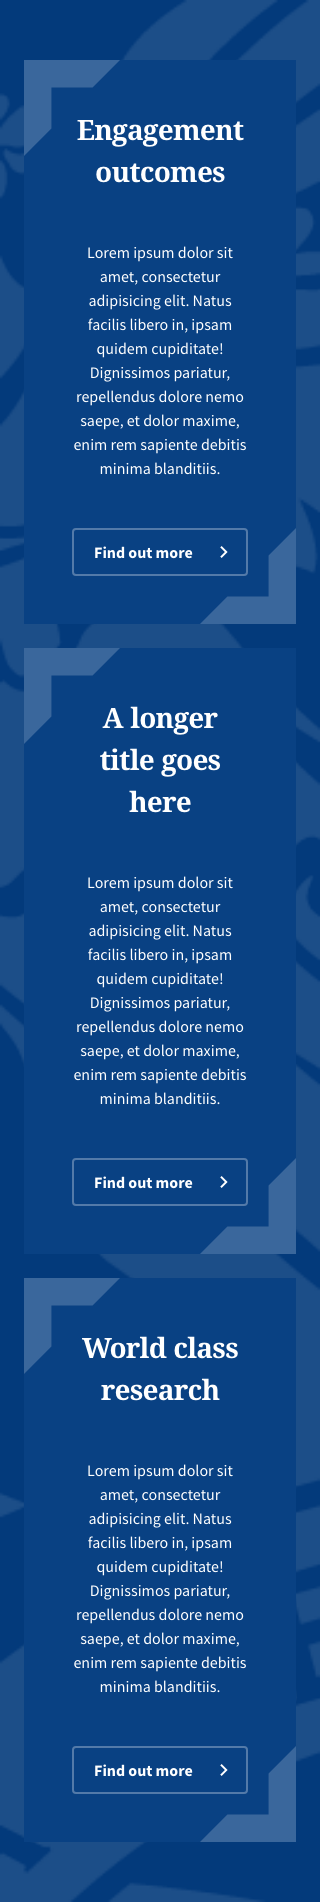 Engagement
outcomes
Lorem ipsum dolor sit
amet, consectetur
adipisicing elit. Natus
facilis libero in, ipsam
quidem cupiditate!
Dignissimos pariatur,
repellendus dolore nemo
saepe, et dolor maxime,
enim rem sapiente debitis
minima blanditiis.
Find out more
A longer
title goes
here
Lorem ipsum dolor sit
amet, consectetur
adipisicing elit. Natus
facilis libero in, ipsam
quidem cupiditate!
Dignissimos pariatur,
repellendus dolore nemo
saepe, et dolor maxime,
enim rem sapiente debitis
minima blanditiis.
Find out more
World class
research
Lorem ipsum dolor sit
amet, consectetur
adipisicing elit. Natus
facilis libero in, ipsam
quidem cupiditate!
Dignissimos pariatur,
repellendus dolore nemo
saepe, et dolor maxime,
enim rem sapiente debitis
minima blanditiis.
Find out more